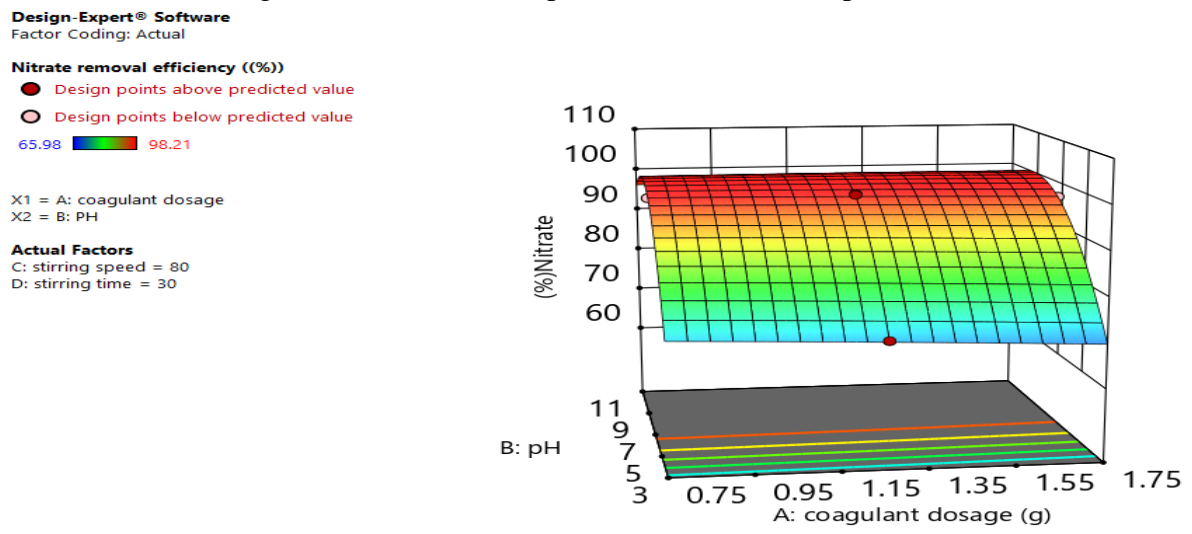 Design-Expert® Software
Factor Coding: Actual
Nitrate removal efficiency ((%))
Design points above predicted value
Design points below predicted value
65.98 98.21
X1 = A: coagulant dosage
X2 = B: PH
Actual Factors
C: stirring speed = 80
D: stirring time = 30
110
100
90
80
70
60
(%)Nitrate
11
9
7
5
3
B: pH
0.75 0.95 1.15 1.35 1.55 1.75
A: coagulant dosage (g)